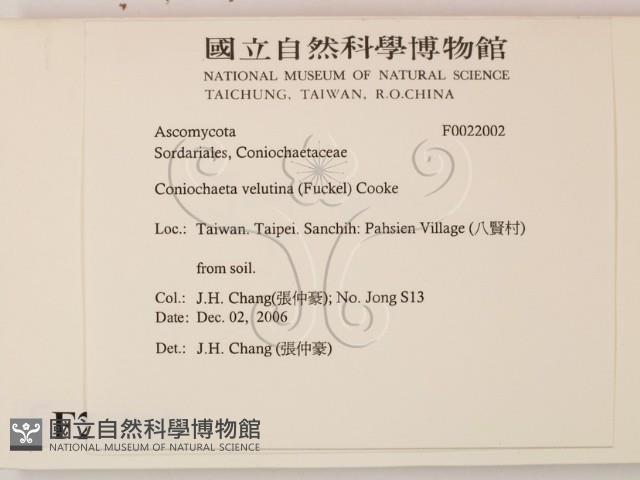 國立自然科學博物館
NATIONAL MUSEUM OF NATURAL SCIENCE
TAICHUNG, TAIWAN, R.O.CHINA
Ascomycota F0022002
Sordariales, Coniochaetaceae
Coniochaeta velutina (Fuckel) Cooke
Loc.: Taiwan. Taipei. Sanchih: Pahsien Village (八賢村)
from soil.
Col.: J.H. Chang(張仲豪); No. Jong S13
Date: Dec. 02, 2006
Det.: J.H. Chang (張仲豪)
國立自然科學博物館
NATIONAL MUSEUM OF NATURAL SCIENCE